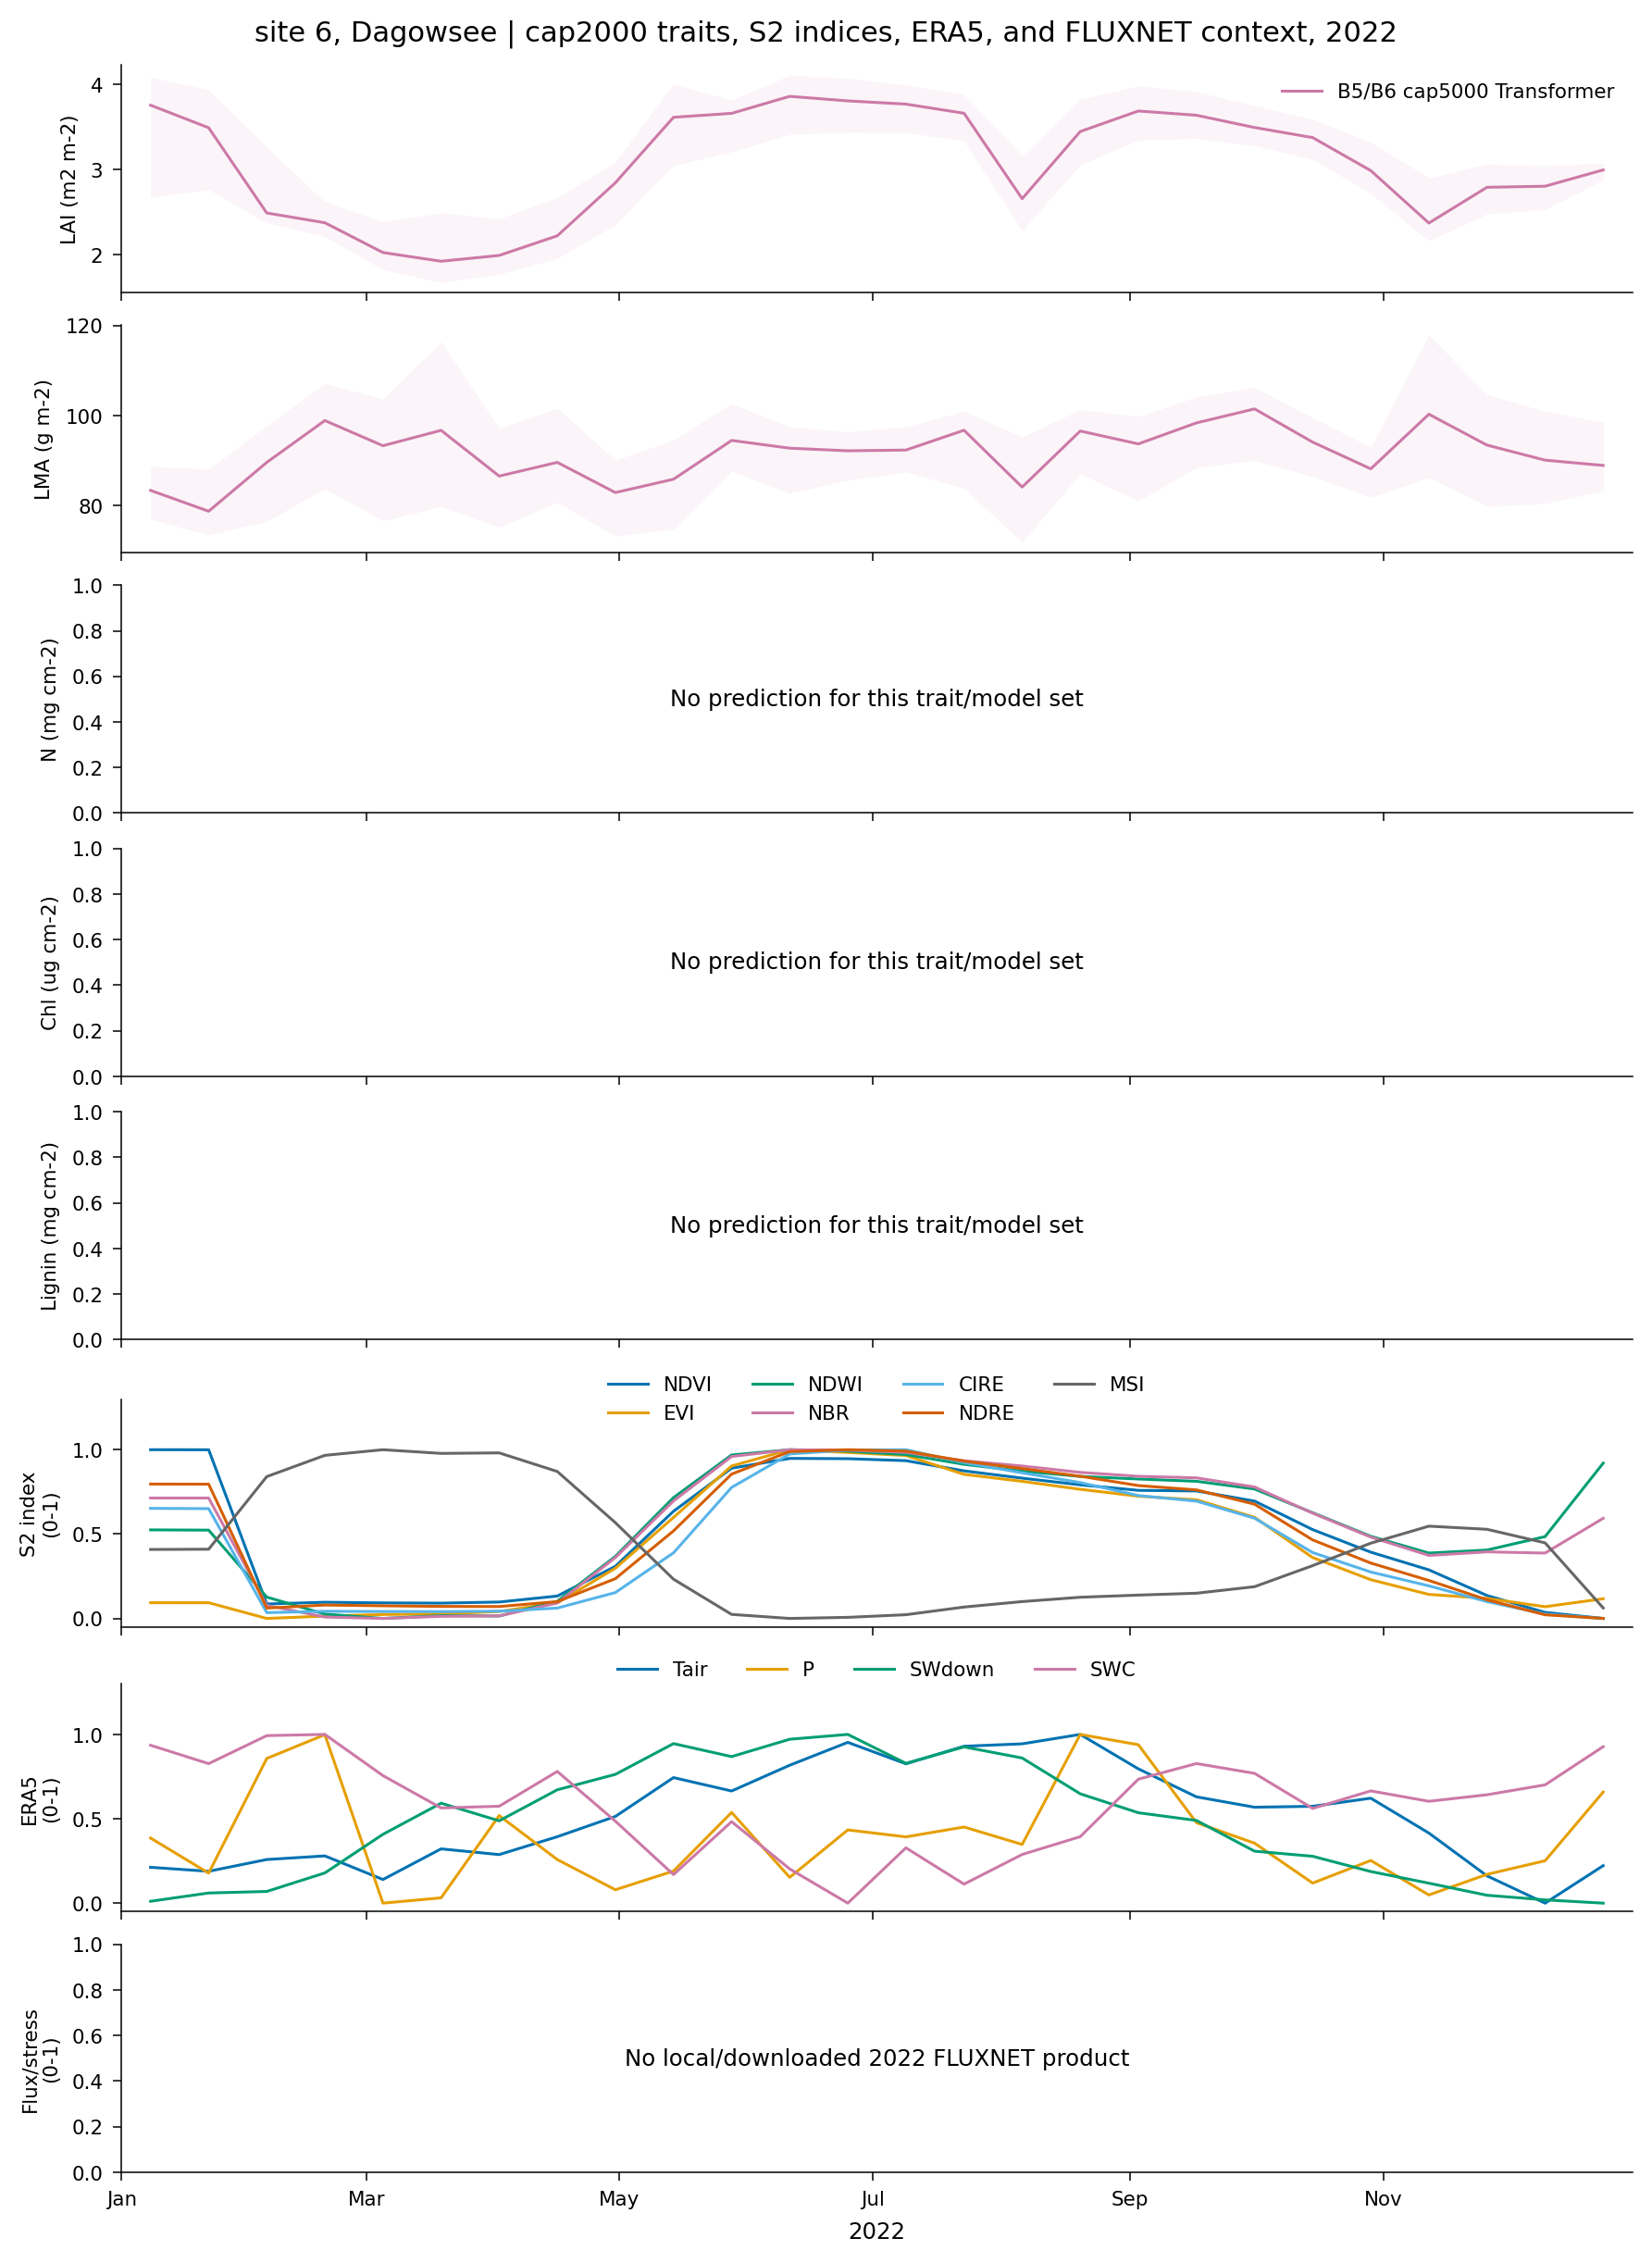 site 6, Dagowsee | cap2000 traits, S2 indices, ERA5, and FLUXNET context, 2022
B5/B6 cap5000 Transformer
LAI (m2 m-2)
4
3
2
LMA (g m-2)
120
100
80
N (mg cm-2)
1.0
0.8
0.6
0.4
0.2
0.0
No prediction for this trait/model set
Chl (ug cm-2)
1.0
0.8
0.6
0.4
0.2
0.0
No prediction for this trait/model set
Lignin (mg cm-2)
1.0
0.8
0.6
0.4
0.2
0.0
No prediction for this trait/model set
NDVI NDWI CIRE MSI
EVI NBR NDRE
S2 index
(0-1)
1.0
0.5
0.0
Tair P SWdown SWC
ERA5
(0-1)
1.0
0.5
0.0
Flux/stress
(0-1)
1.0
0.8
0.6
0.4
0.2
0.0
No local/downloaded 2022 FLUXNET product
Jan Mar May Jul Sep Nov
2022